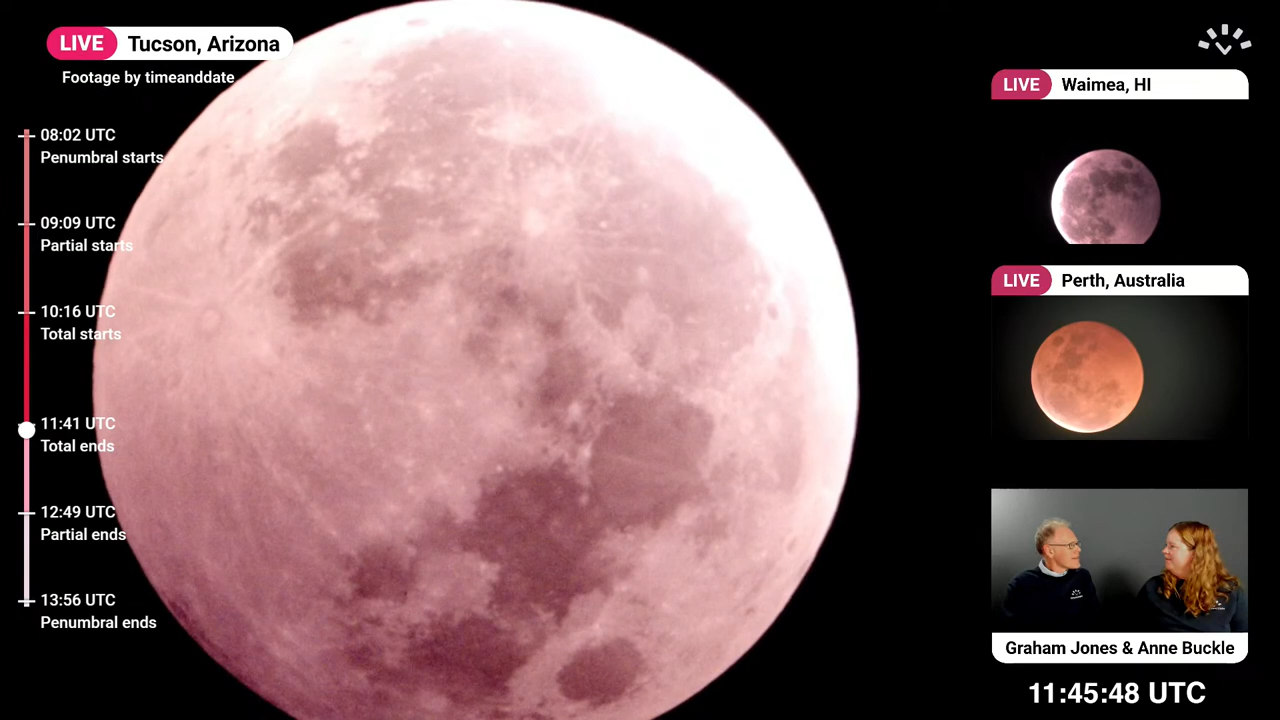 LIVE Tucson, Arizona
Footage by timeanddate
08:02 UTC
Penumbral starts
09:09 UTC
Partial starts
10:16 UTC
Total starts
11:41 UTC
Total ends
12:49 UTC
Partial ends
13:56 UTC
Penumbral ends
LIVE Waimea, HI
LIVE Perth, Australia
Graham Jones & Anne Buckle
11:45:48 UTC